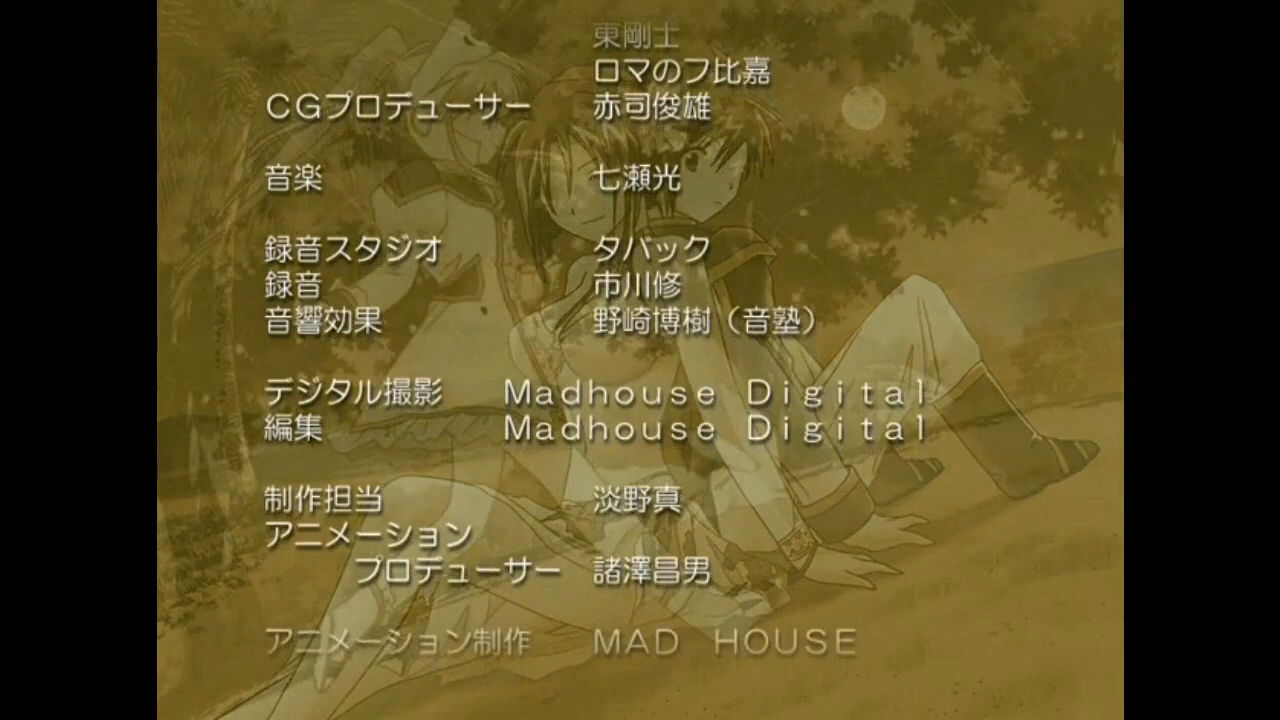 東剛士
ロマのフ比嘉
ＣＧプロデューサー 赤司俊雄
音楽 七瀬光
録音スタジオ タバック
録音 市川修
音響効果 野崎博樹（音塾）
デジタル撮影 Ｍａｄｈｏｕｓｅ Ｄｉｇｉｔａｌ
編集 Ｍａｄｈｏｕｓｅ Ｄｉｇｉｔａｌ
制作担当 淡野真
アニメーション
プロデューサー 諸澤昌男
アニメーション制作 ＭＡＤ ＨＯＵＳＥ